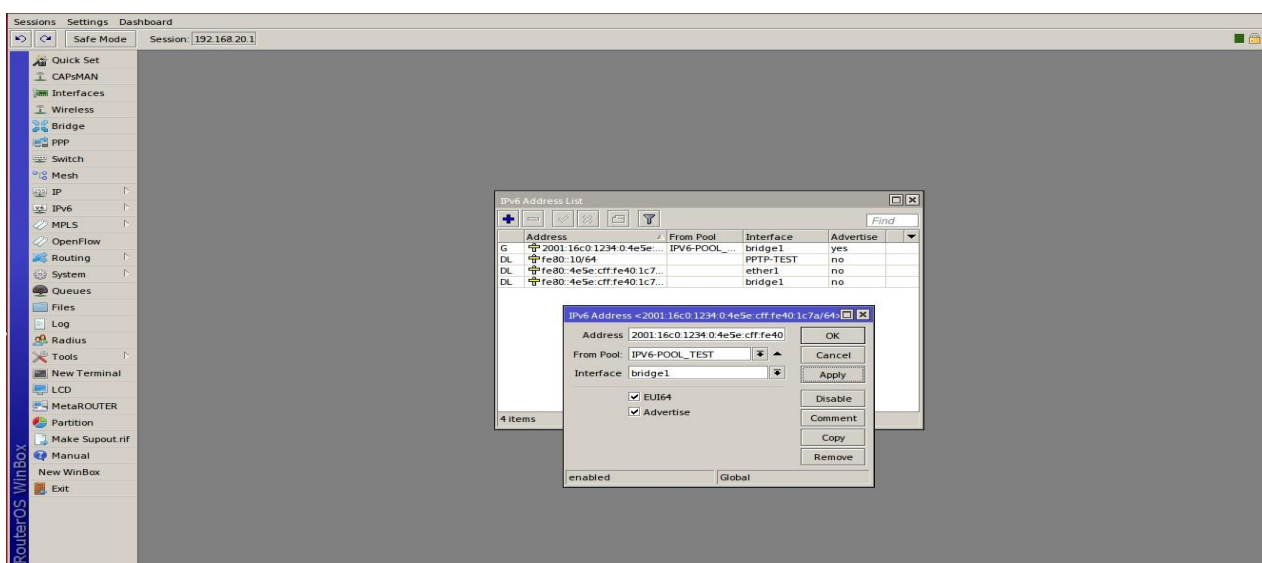 Sessions Settings Dashboard
Safe Mode Session: 192.168.20.1
Quick Set
CAPsMAN
Interfaces
Wireless
Bridge
PPP
Switch
Mesh
IP
IPv6
MPLS
OpenFlow
Routing
System
Queues
Files
Log
Radius
Tools
New Terminal
LCD
MetaROUTER
Partition
Make Supout.rif
Manual
New WinBox
Exit
RouterOS WinBox
IPv6 Address List
Find
Address From Pool Interface Advertise
G 2001:16c0:1234:0:4e5e:... IPV6-POOL_... bridge1 yes
DL fe80::10/64 PPTP-TEST no
DL fe80::4e5e:cff:fe40:1c7... ether1 no
DL fe80::4e5e:cff:fe40:1c7... bridge1 no
4 items
IPv6 Address <2001:16c0:1234:0:4e5e:cff:fe40:1c7a/64>
Address 2001:16c0:1234:0:4e5e:cff:fe40 OK
From Pool: IPV6-POOL_TEST Cancel
Interface bridge1 Apply
EUI64 Disable
Advertise Comment
Copy
Remove
enabled Global